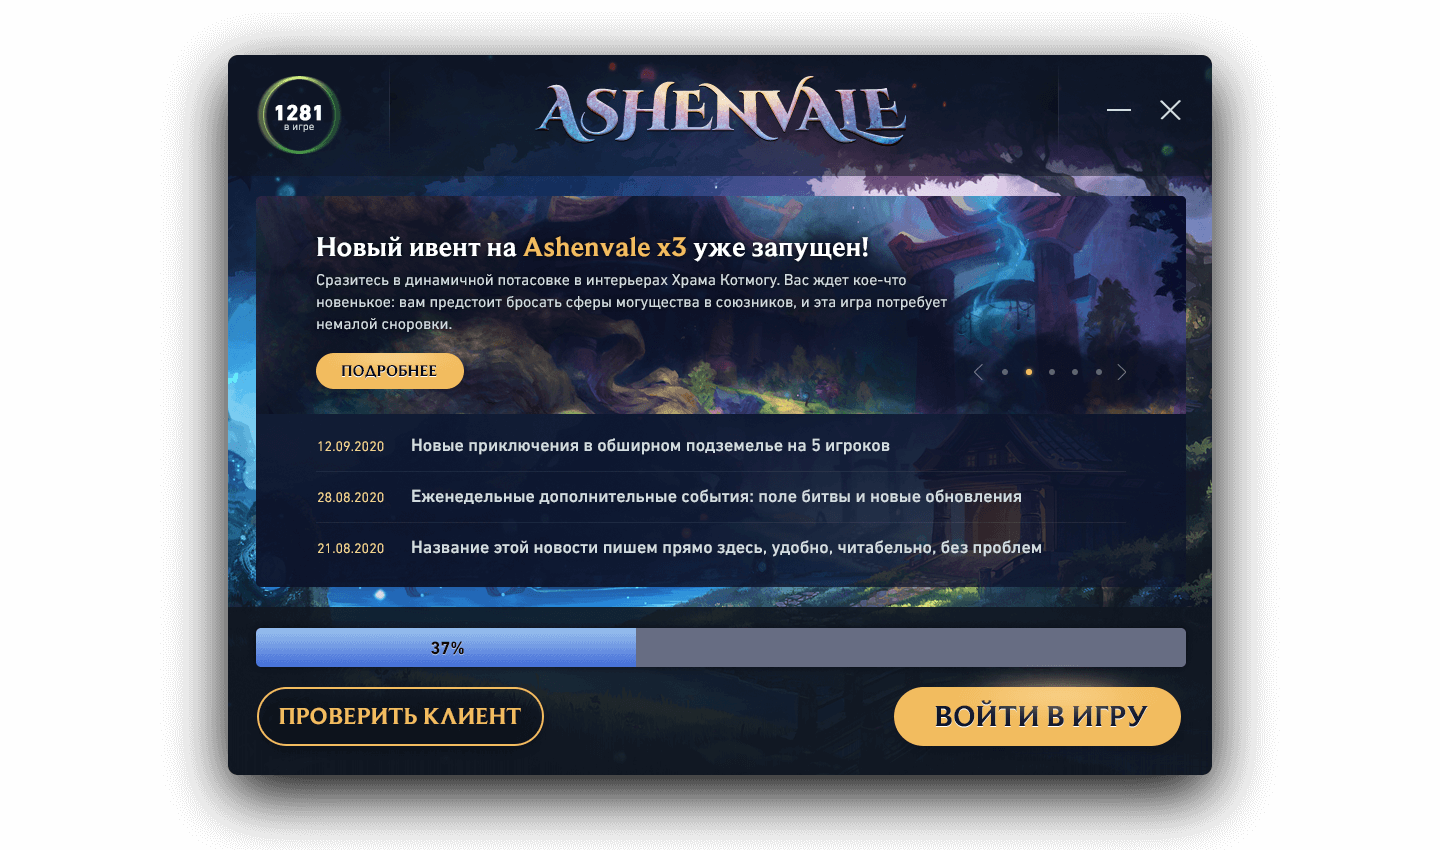 1281
в игре
ASHENVALE
Новый ивент на Ashenvale x3 уже запущен!
Сразитесь в динамичной потасовке в интерьерах Храма Котмогу. Вас ждет кое-что
новенькое: вам предстоит бросать сферы могущества в союзников, и эта игра потребует
немалой сноровки.
ПОДРОБНЕЕ
12.09.2020 Новые приключения в обширном подземелье на 5 игроков
28.08.2020 Еженедельные дополнительные события: поле битвы и новые обновления
21.08.2020 Название этой новости пишем прямо здесь, удобно, читабельно, без проблем
37%
ПРОВЕРИТЬ КЛИЕНТ
ВОЙТИ В ИГРУ